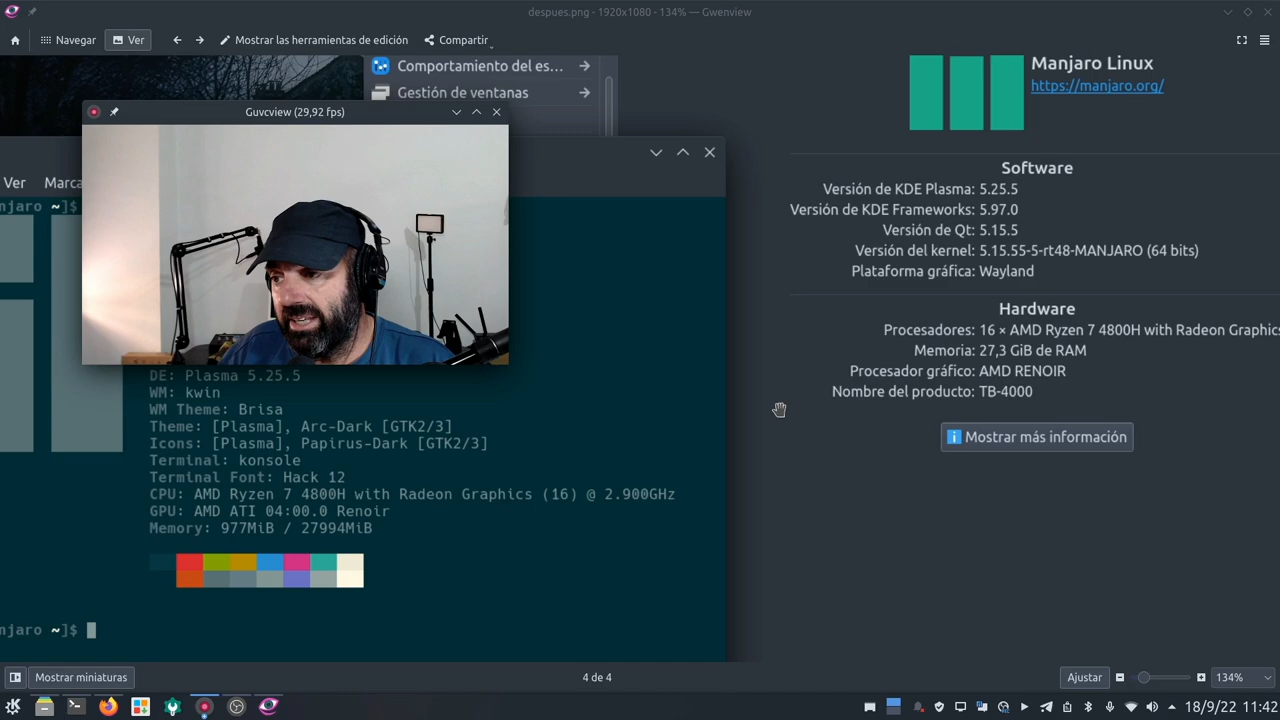 despues.png - 1920x1080 - 134% — Gwenview
Navegar
Ver
Mostrar las herramientas de edición
Compartir
Comportamiento del es...
Gestión de ventanas
Guvcview (29,92 fps)
Ver
Marca
njaro ~]$
DE: Plasma 5.25.5
WM: kwin
WM Theme: Brisa
Theme: [Plasma], Arc-Dark [GTK2/3]
Icons: [Plasma], Papirus-Dark [GTK2/3]
Terminal: konsole
Terminal Font: Hack 12
CPU: AMD Ryzen 7 4800H with Radeon Graphics (16) @ 2.900GHz
GPU: AMD ATI 04:00.0 Renoir
Memory: 977MiB / 27994MiB
njaro ~]$
Manjaro Linux
https://manjaro.org/
Software
Versión de KDE Plasma: 5.25.5
Versión de KDE Frameworks: 5.97.0
Versión de Qt: 5.15.5
Versión del kernel: 5.15.55-5-rt48-MANJARO (64 bits)
Plataforma gráfica: Wayland
Hardware
Procesadores: 16 × AMD Ryzen 7 4800H with Radeon Graphics
Memoria: 27,3 GiB de RAM
Procesador gráfico: AMD RENOIR
Nombre del producto: TB-4000
Mostrar más información
Mostrar miniaturas
4 de 4
Ajustar
134%
18/9/22 11:42